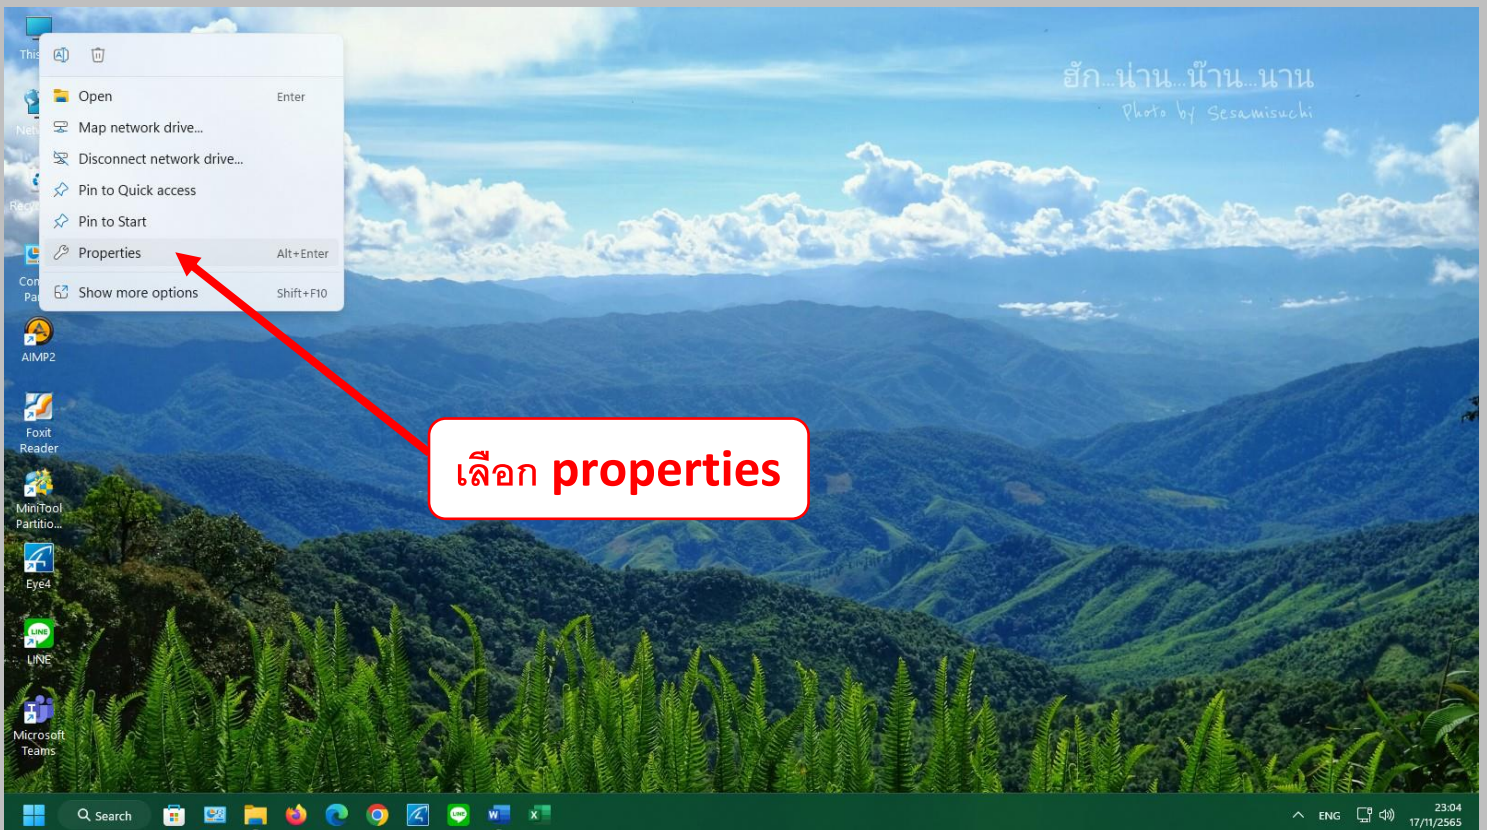 This
Open Enter
Map network drive...
Disconnect network drive...
Pin to Quick access
Pin to Start
Properties Alt+Enter
Show more options Shift+F10
ฮัก...น่าน...น๊าน...นาน
Photo by Sesamisuchi
เลือก properties
AIMP2
Foxit
Reader
MiniTool
Partitio...
Eye4
LINE
LINE
Microsoft
Teams
Search
ENG
23:04
17/11/2565